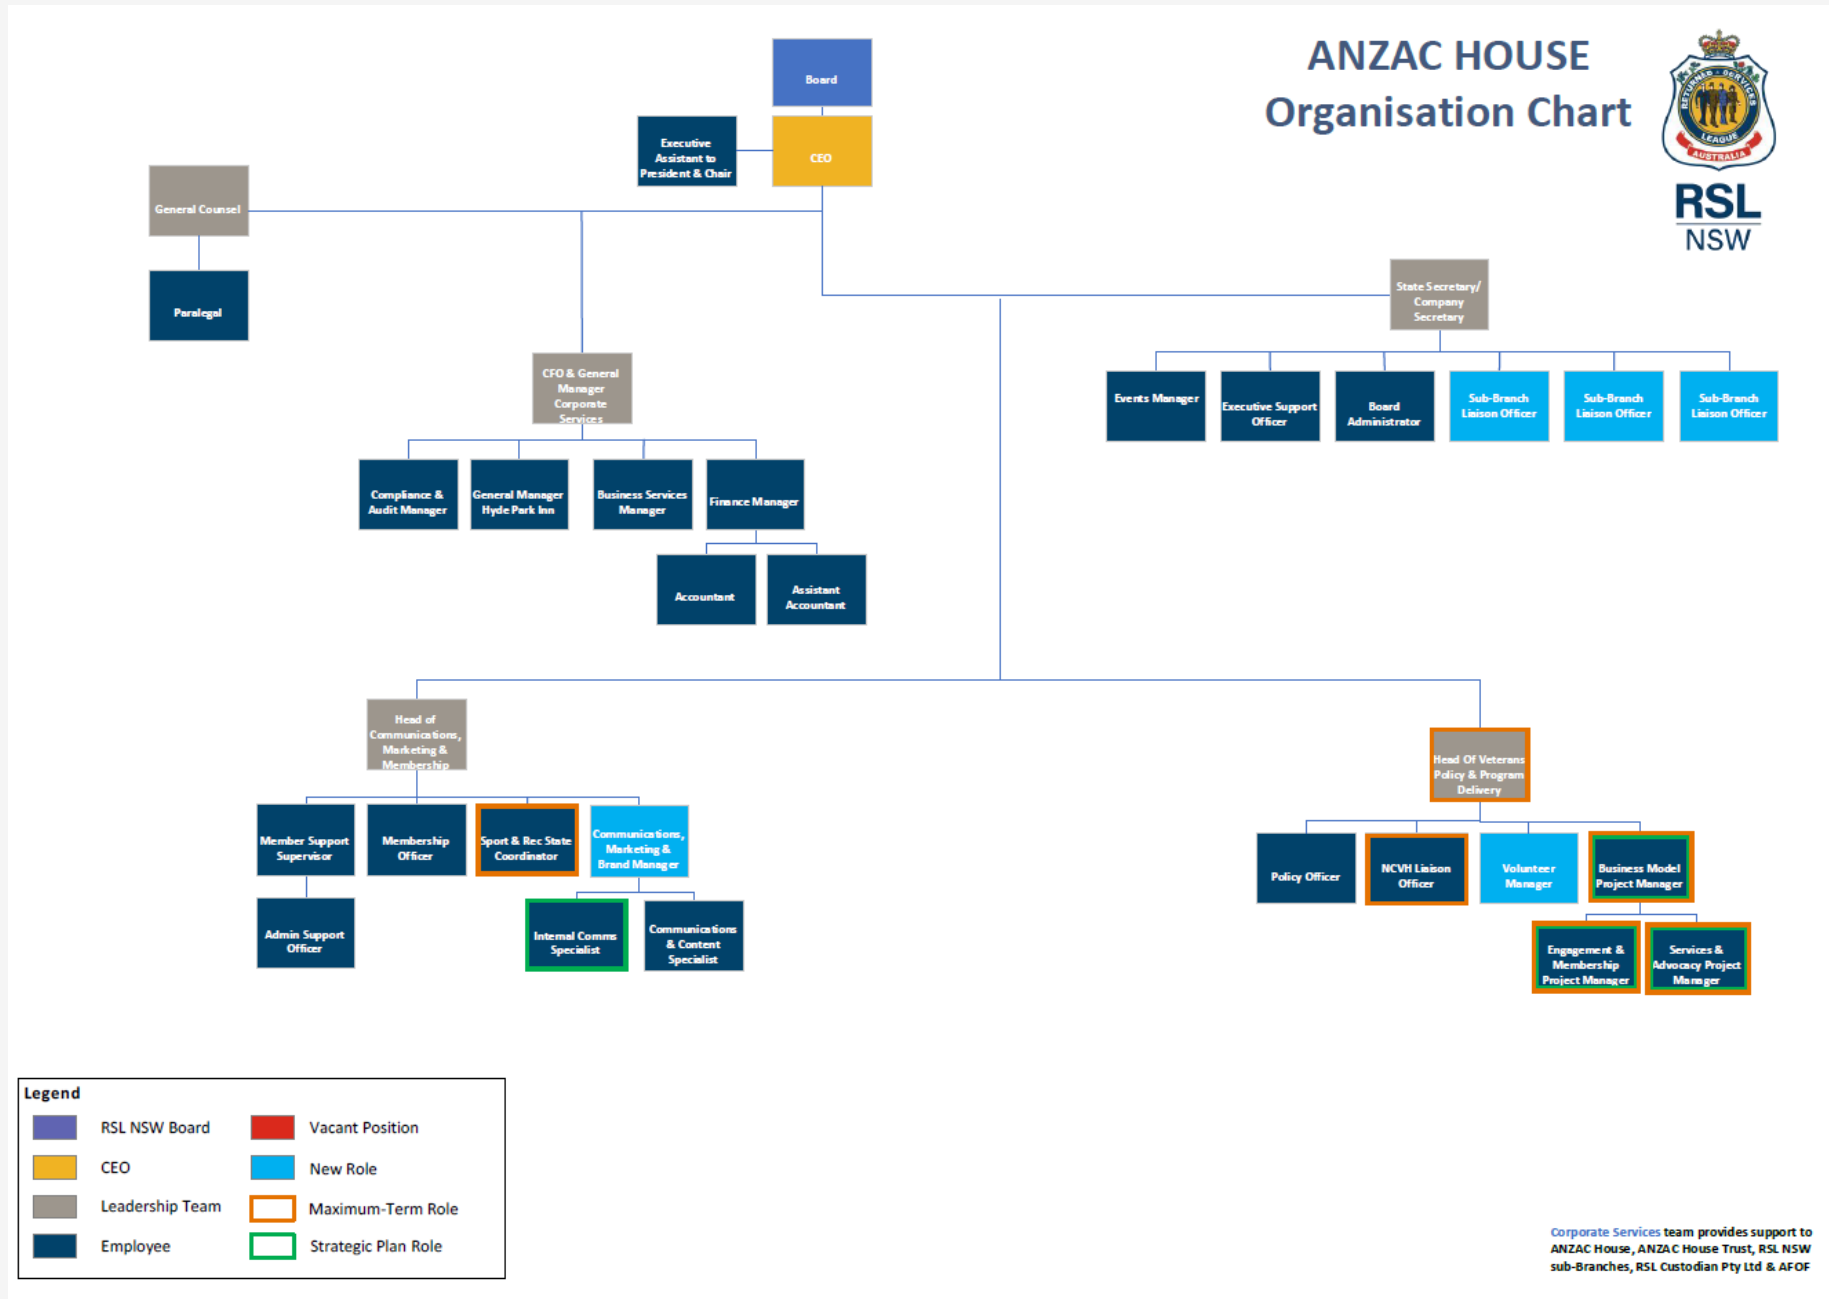 ANZAC HOUSE
Organisation Chart
RETURNED · SERVICES
LEAGUE
AUSTRALIA
RSL
NSW
Board
Executive
Assistant to
President & Chair
CEO
General Counsel
Paralegal
State Secretary/
Company
Secretary
Events Manager
Executive Support
Officer
Board
Administrator
Sub-Branch
Liaison Officer
Sub-Branch
Liaison Officer
Sub-Branch
Liaison Officer
CFO & General
Manager
Corporate
Services
Compliance &
Audit Manager
General Manager
Hyde Park Inn
Business Services
Manager
Finance Manager
Accountant
Assistant
Accountant
Head of
Communications,
Marketing &
Membership
Member Support
Supervisor
Membership
Officer
Sport & Rec State
Coordinator
Communications,
Marketing &
Brand Manager
Admin Support
Officer
Internal Comms
Specialist
Communications
& Content
Specialist
Head Of Veterans
Policy & Program
Delivery
Policy Officer
NCVH Liaison
Officer
Volunteer
Manager
Business Model
Project Manager
Engagement &
Membership
Project Manager
Services &
Advocacy Project
Manager
Legend
RSL NSW Board
Vacant Position
CEO
New Role
Leadership Team
Maximum-Term Role
Employee
Strategic Plan Role
Corporate Services team provides support to
ANZAC House, ANZAC House Trust, RSL NSW
sub-Branches, RSL Custodian Pty Ltd & AFOF